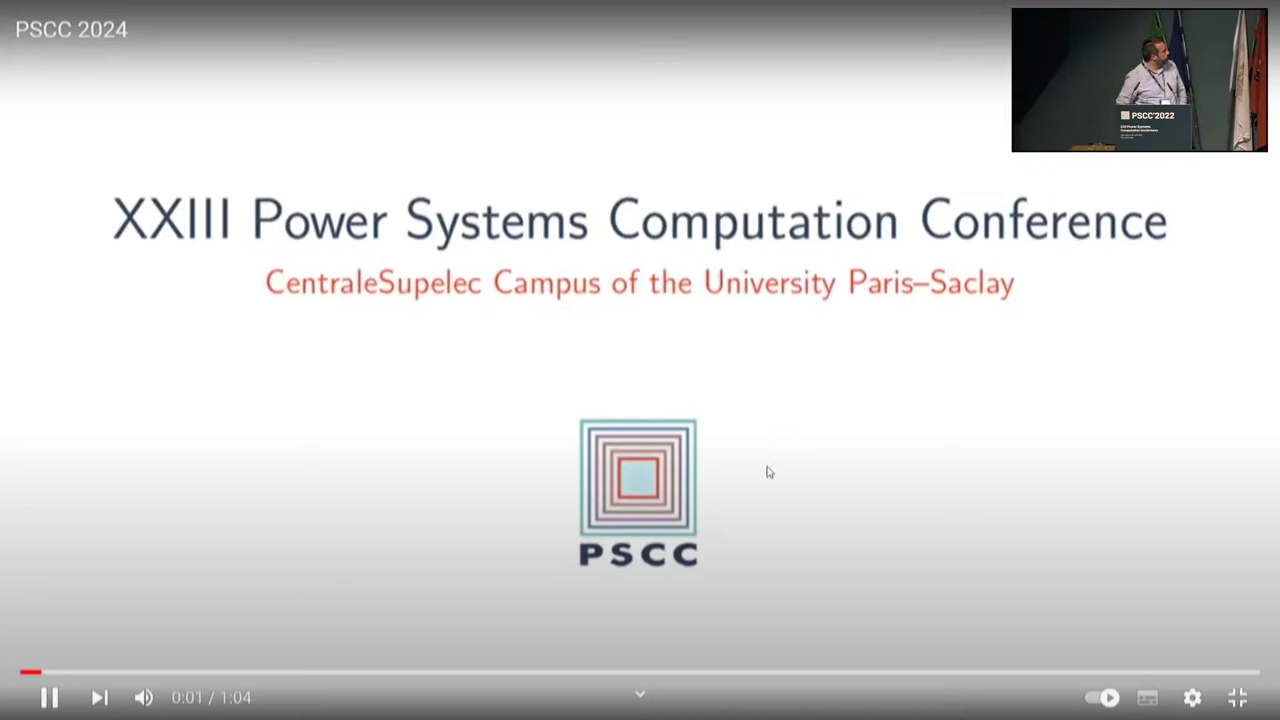 PSCC 2024
PSCC'2022
XXIII Power Systems Computation Conference
CentraleSupelec Campus of the University Paris–Saclay
PSCC
0:01 / 1:04